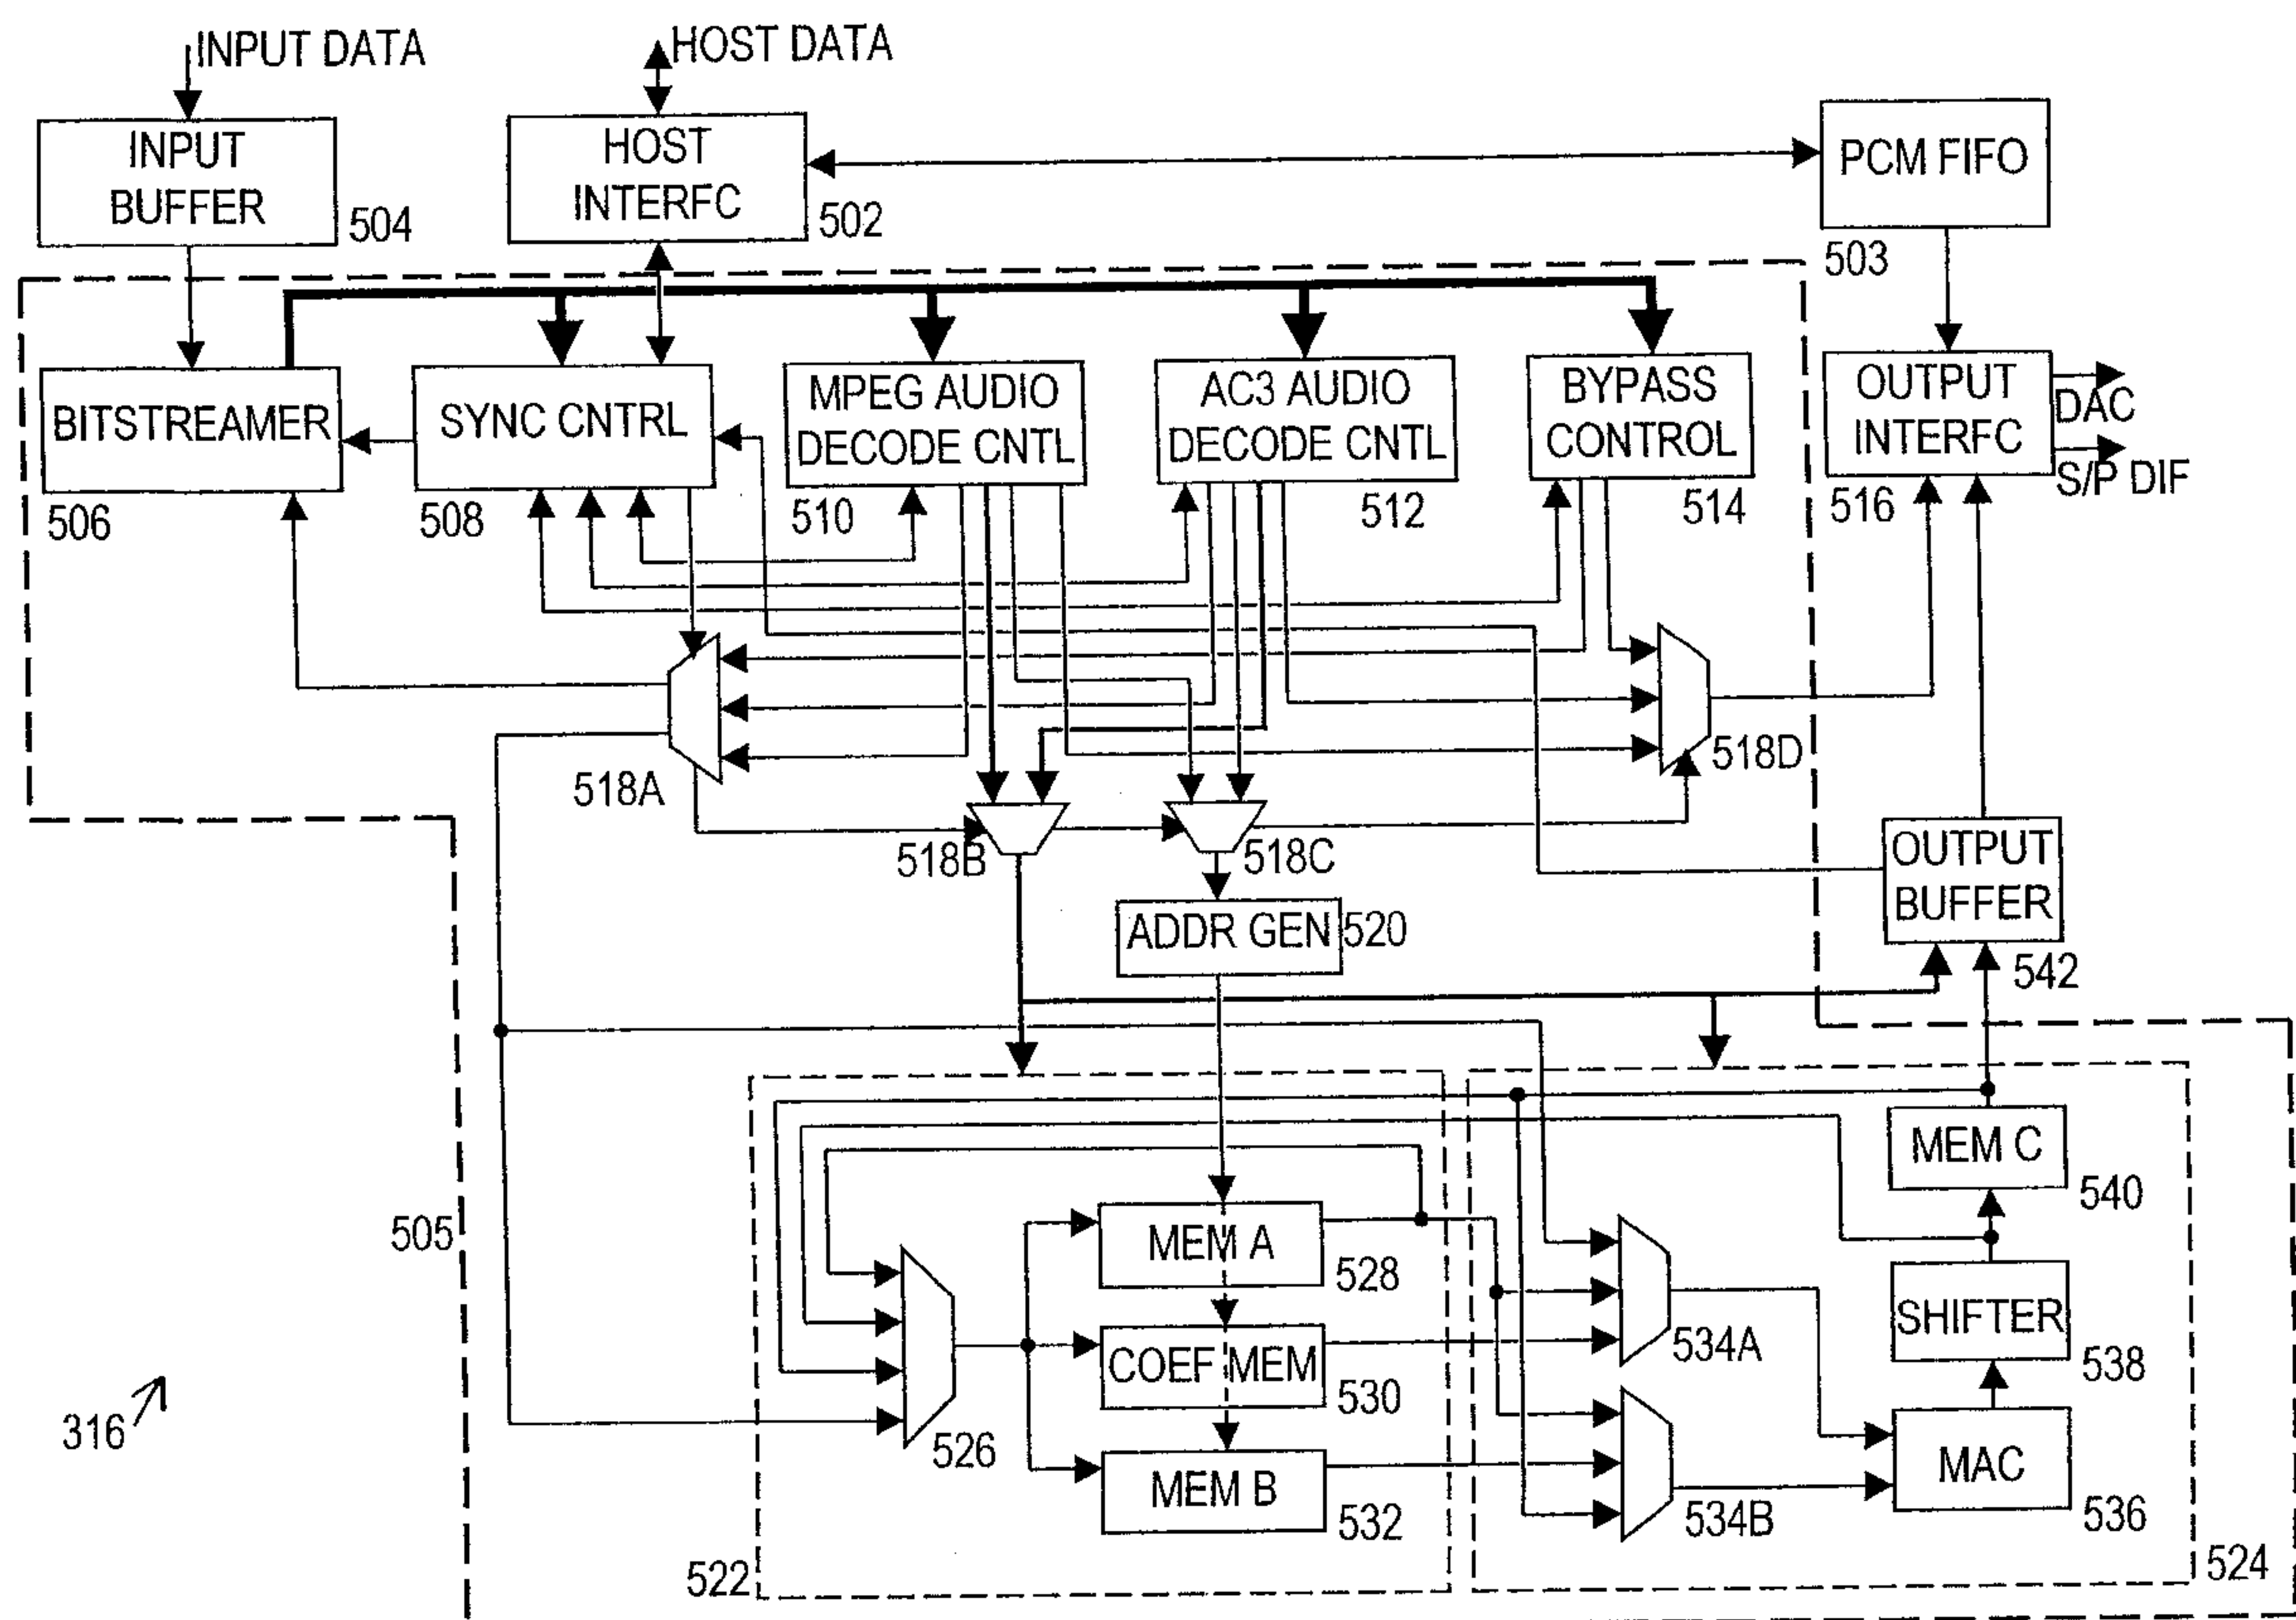 INPUT DATA
HOST DATA
INPUT
BUFFER
504
HOST
INTERFC
502
PCM FIFO
503
BITSTREAMER
506
SYNC CNTRL
508
MPEG AUDIO
DECODE CNTL
510
AC3 AUDIO
DECODE CNTL
512
BYPASS
CONTROL
514
OUTPUT
INTERFC
516
DAC
S/P DIF
518A
518B
518C
518D
ADDR GEN
520
OUTPUT
BUFFER
542
505
MEM A
528
COEF MEM
530
MEM B
532
526
534A
534B
MEM C
540
SHIFTER
538
MAC
536
522
524
316